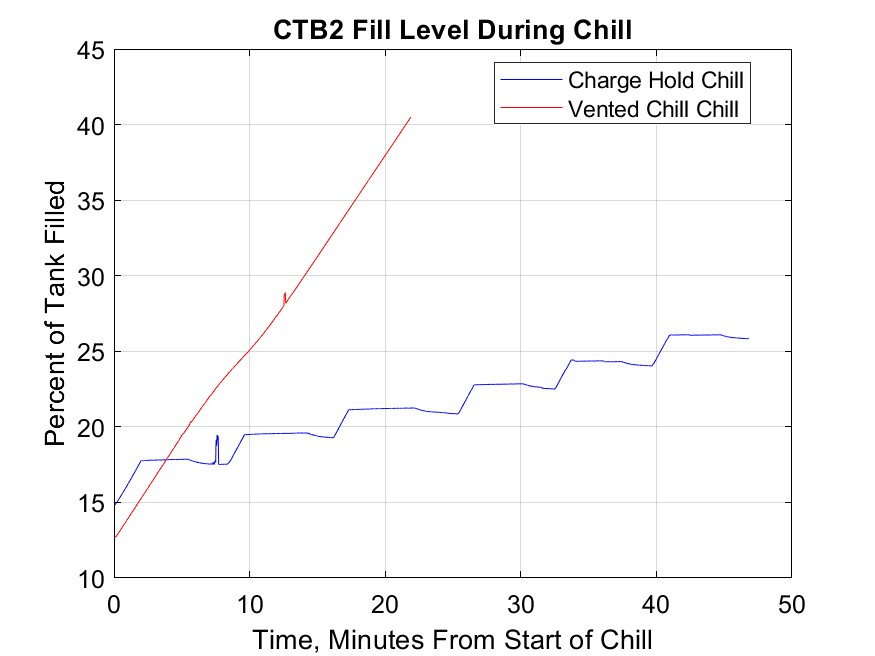 CTB2 Fill Level During Chill
Charge Hold Chill
Vented Chill Chill
Percent of Tank Filled
45
40
35
30
25
20
15
10
0
10
20
30
40
50
Time, Minutes From Start of Chill